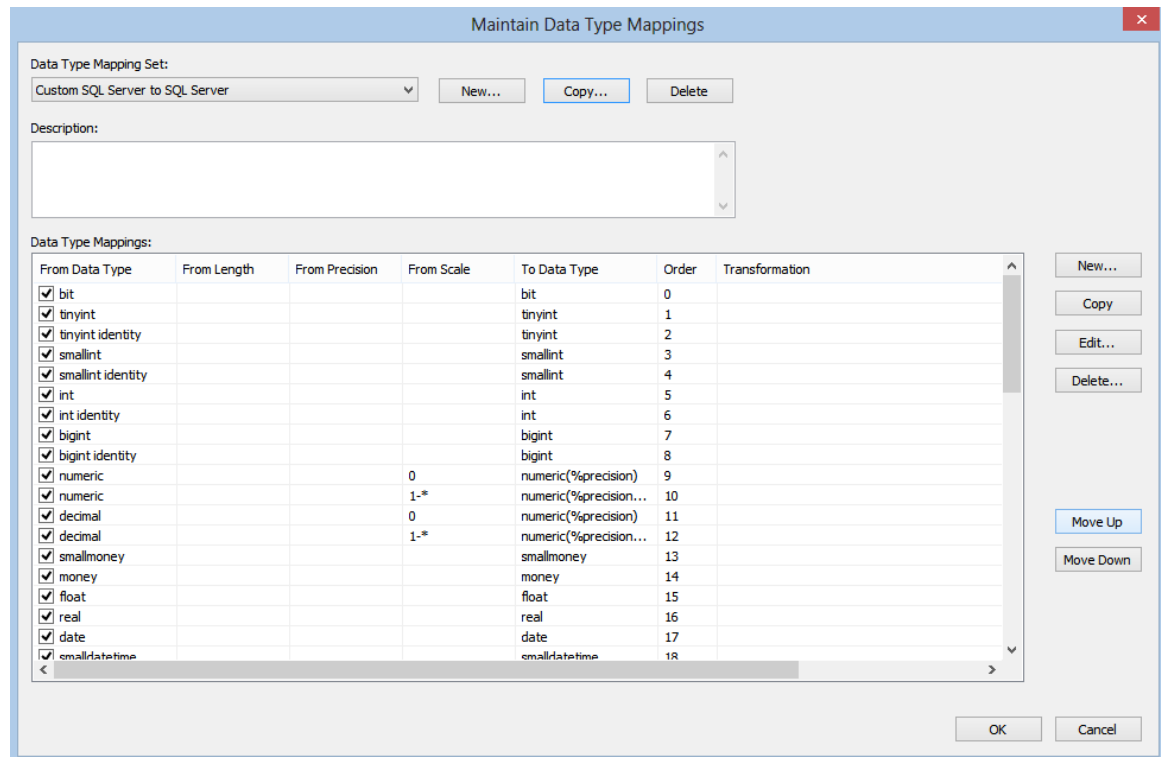 Maintain Data Type Mappings
Data Type Mapping Set:
Custom SQL Server to SQL Server New... Copy... Delete
Description:
Data Type Mappings:
From Data Type From Length From Precision From Scale To Data Type Order Transformation New...
bit bit 0
tinyint tinyint 1 Copy
tinyint identity tinyint 2
smallint smallint 3 Edit...
smallint identity smallint 4 Delete...
int int 5
int identity int 6
bigint bigint 7
bigint identity bigint 8
numeric 0 numeric(%precision) 9
numeric 1-* numeric(%precision... 10
decimal 0 numeric(%precision) 11 Move Up
decimal 1-* numeric(%precision... 12
smallmoney smallmoney 13 Move Down
money money 14
float float 15
real real 16
date date 17
smalldatetime smalldatetime 18
OK Cancel